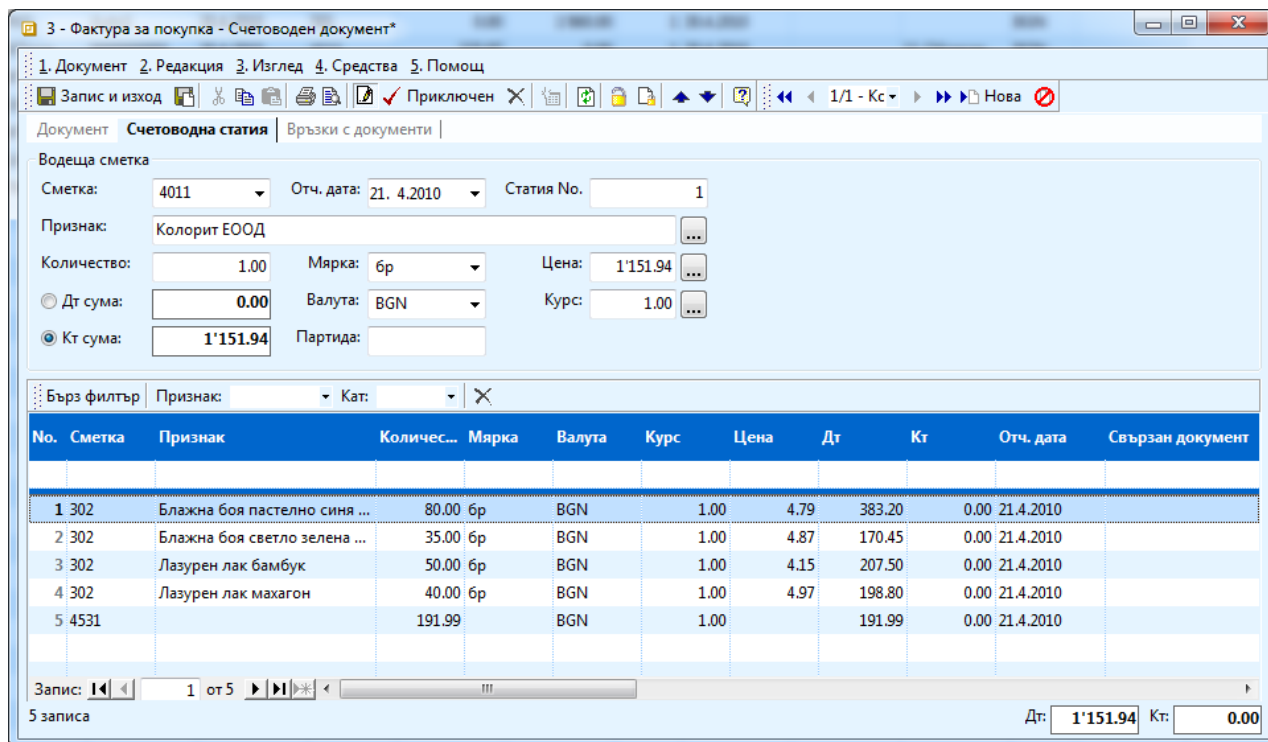 3 - Фактура за покупка - Счетоводен документ*
1. Документ 2. Редакция 3. Изглед 4. Средства 5. Помощ
Запис и изход Приключен 1/1 - Кс Нова
Документ Счетоводна статия Връзки с документи
Водеща сметка
Сметка: 4011 Отч. дата: 21. 4.2010 Статия No. 1
Признак: Колорит ЕООД ...
Количество: 1.00 Мярка: бр Цена: 1'151.94 ...
Дт сума: 0.00 Валута: BGN Курс: 1.00 ...
Кт сума: 1'151.94 Партида:
Бърз филтър Признак: Кат:
No. Сметка Признак Количес... Мярка Валута Курс Цена Дт Кт Отч. дата Свързан документ
1 302 Блажна боя пастелно синя ... 80.00 бр BGN 1.00 4.79 383.20 0.00 21.4.2010
2 302 Блажна боя светло зелена ... 35.00 бр BGN 1.00 4.87 170.45 0.00 21.4.2010
3 302 Лазурен лак бамбук 50.00 бр BGN 1.00 4.15 207.50 0.00 21.4.2010
4 302 Лазурен лак махагон 40.00 бр BGN 1.00 4.97 198.80 0.00 21.4.2010
5 4531 191.99 BGN 1.00 191.99 0.00 21.4.2010
Запис: 1 от 5
5 записа Дт: 1'151.94 Кт: 0.00